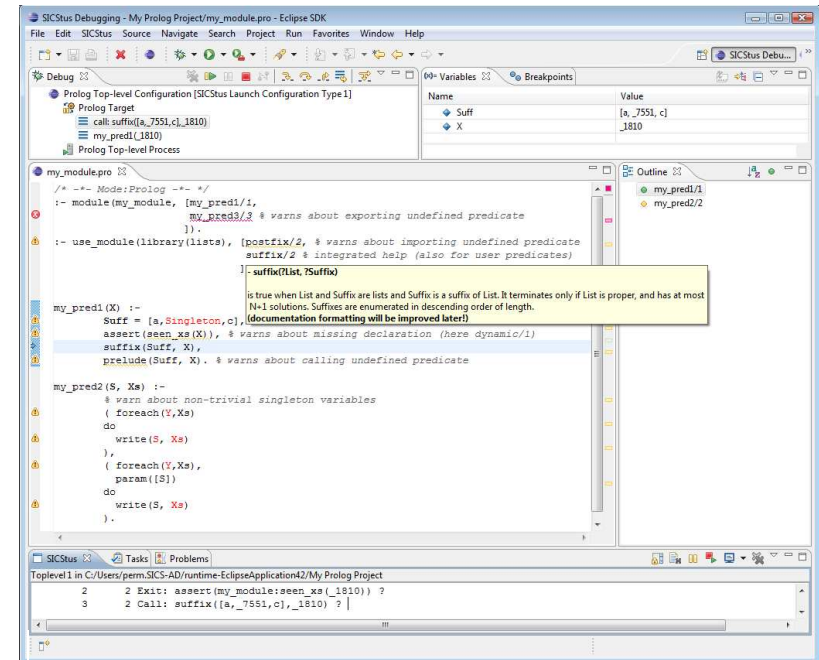 SICStus Debugging - My Prolog Project/my_module.pro - Eclipse SDK
File Edit SICStus Source Navigate Search Project Run Favorites Window Help
SICStus Debu...
Debug
Prolog Top-level Configuration [SICStus Launch Configuration Type 1]
Prolog Target
call: suffix([a,_7551,c],_1810)
my_pred1(_1810)
Prolog Top-level Process
(x)= Variables Breakpoints
Name Value
Suff [a, _7551, c]
X _1810
my_module.pro
/* -*- Mode:Prolog -*- */
:- module(my_module, [my_pred1/1,
my_pred3/3 % warns about exporting undefined predicate
]).
:- use_module(library(lists), [postfix/2, % warns about importing undefined predicate
suffix/2 % integrated help (also for user predicates)
]
- suffix(?List, ?Suffix)
is true when List and Suffix are lists and Suffix is a suffix of List. It terminates only if List is proper, and has at most
N+1 solutions. Suffixes are enumerated in descending order of length.
(documentation formatting will be improved later!)
my_pred1(X) :-
Suff = [a,Singleton,c],
assert(seen_xs(X)), % warns about missing declaration (here dynamic/1)
suffix(Suff, X),
prelude(Suff, X). % warns about calling undefined predicate
my_pred2(S, Xs) :-
% warn about non-trivial singleton variables
( foreach(Y,Xs)
do
write(S, Xs)
),
( foreach(Y,Xs),
param([S])
do
write(S, Xs)
).
Outline
my_pred1/1
my_pred2/2
SICStus Tasks Problems
Toplevel 1 in C:/Users/perm.SICS-AD/runtime-EclipseApplication42/My Prolog Project
2 2 Exit: assert(my_module:seen_xs(_1810)) ?
3 2 Call: suffix([a,_7551,c],_1810) ?